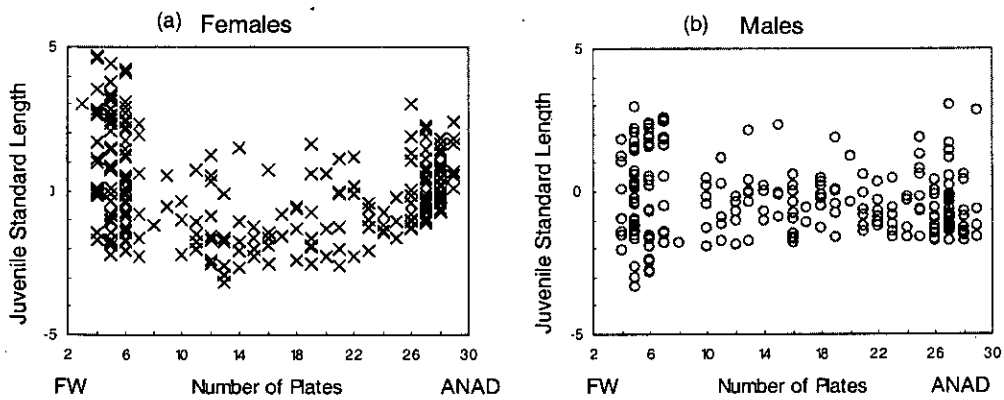 (a) Females
5
1
-5
Juvenile Standard Length
2 6 10 14 18 22 26 30
FW Number of Plates ANAD
(b) Males
5
0
-5
Juvenile Standard Length
2 6 10 14 18 22 26 30
FW Number of Plates ANAD